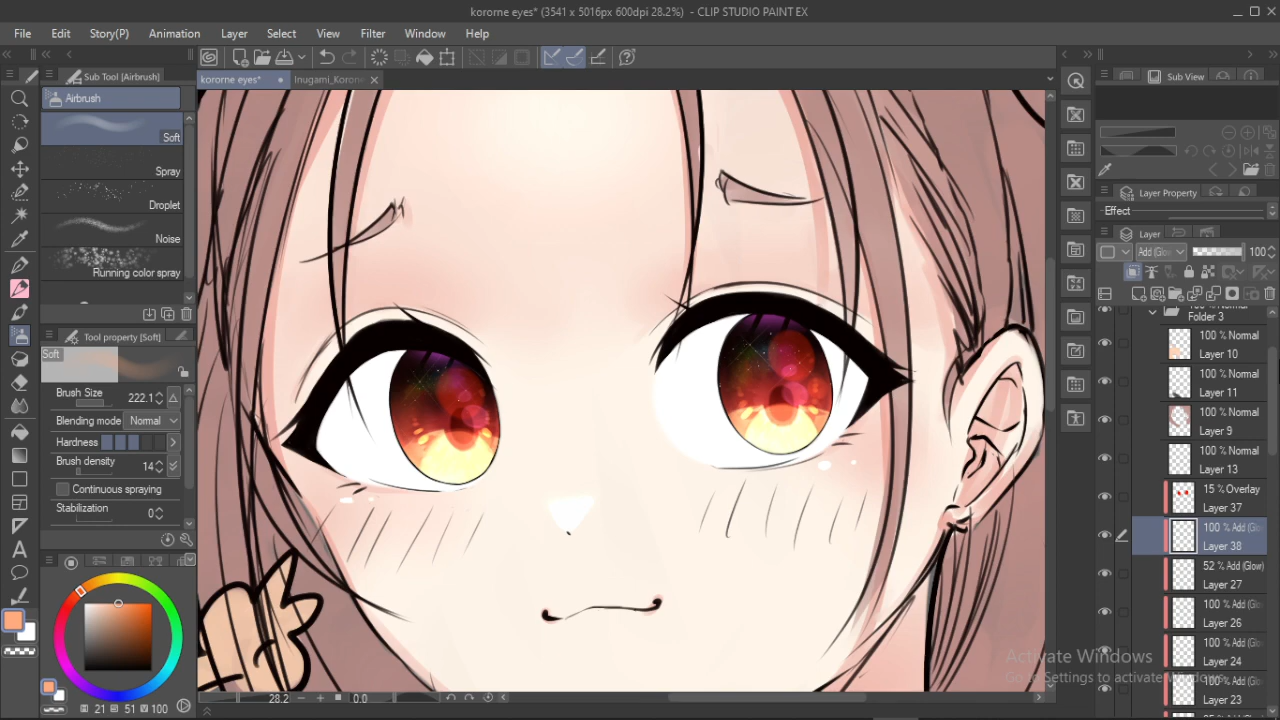 kororne eyes* (3541 x 5016px 600dpi 28.2%) - CLIP STUDIO PAINT EX
File Edit Story(P) Animation Layer Select View Filter Window Help
Sub Tool [Airbrush]
kororne eyes*
Inugami_Korone
Sub View
Airbrush
Soft
Spray
Droplet
Noise
Running color spray
Tool property [Soft]
Soft
Brush Size 222.1
Blending mode Normal
Hardness
Brush density 14
Continuous spraying
Stabilization 0
21 51 100
28.2 0.0
Layer Property
Effect
Layer
Add (Glow 100
Folder 3
100 % Normal
Layer 10
100 % Normal
Layer 11
100 % Normal
Layer 9
100 % Normal
Layer 13
15 % Overlay
Layer 37
100 % Add (Glo
Layer 38
52 % Add (Glow)
Layer 27
100 % Add (Glo
Layer 26
100 % Add (Glo
Layer 24
100 % Add (Glo
Layer 23
Activate Windows
Go to Settings to activate Windows.